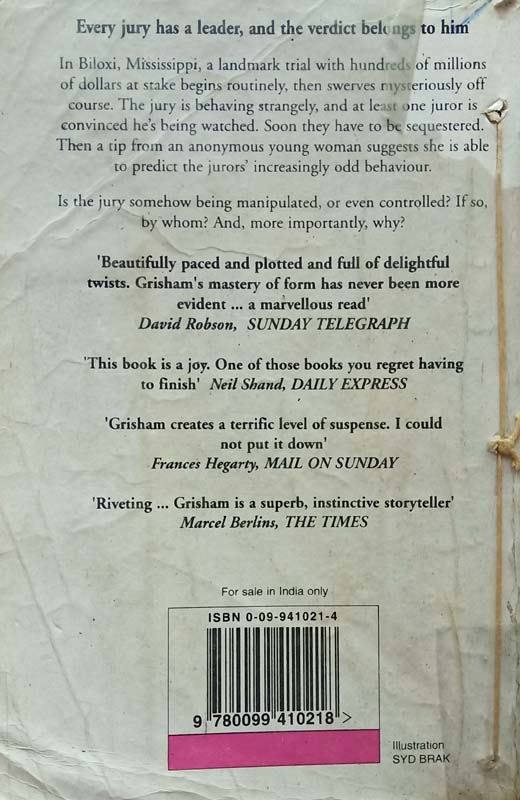 Every jury has a leader, and the verdict belongs to him
In Biloxi, Mississippi, a landmark trial with hundreds of millions
of dollars at stake begins routinely, then swerves mysteriously off
course. The jury is behaving strangely, and at least one juror is
convinced he's being watched. Soon they have to be sequestered.
Then a tip from an anonymous young woman suggests she is able
to predict the jurors' increasingly odd behaviour.
Is the jury somehow being manipulated, or even controlled? If so,
by whom? And, more importantly, why?
'Beautifully paced and plotted and full of delightful
twists. Grisham's mastery of form has never been more
evident ... a marvellous read'
David Robson, SUNDAY TELEGRAPH
'This book is a joy. One of those books you regret having
to finish' Neil Shand, DAILY EXPRESS
'Grisham creates a terrific level of suspense. I could
not put it down'
Frances Hegarty, MAIL ON SUNDAY
'Riveting ... Grisham is a superb, instinctive storyteller'
Marcel Berlins, THE TIMES
For sale in India only
ISBN 0-09-941021-4
9 780099 410218 >
Illustration
SYD BRAK